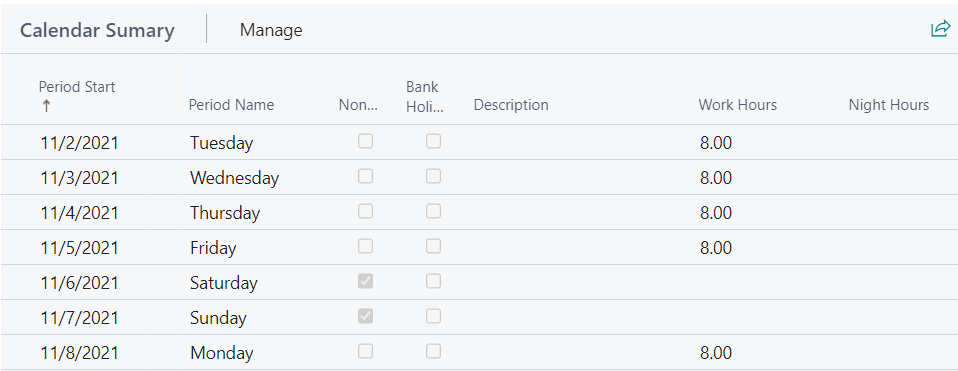 Calendar Sumary Manage
Period Start Period Name Non... Bank Holi... Description Work Hours Night Hours
11/2/2021 Tuesday 8.00
11/3/2021 Wednesday 8.00
11/4/2021 Thursday 8.00
11/5/2021 Friday 8.00
11/6/2021 Saturday
11/7/2021 Sunday
11/8/2021 Monday 8.00